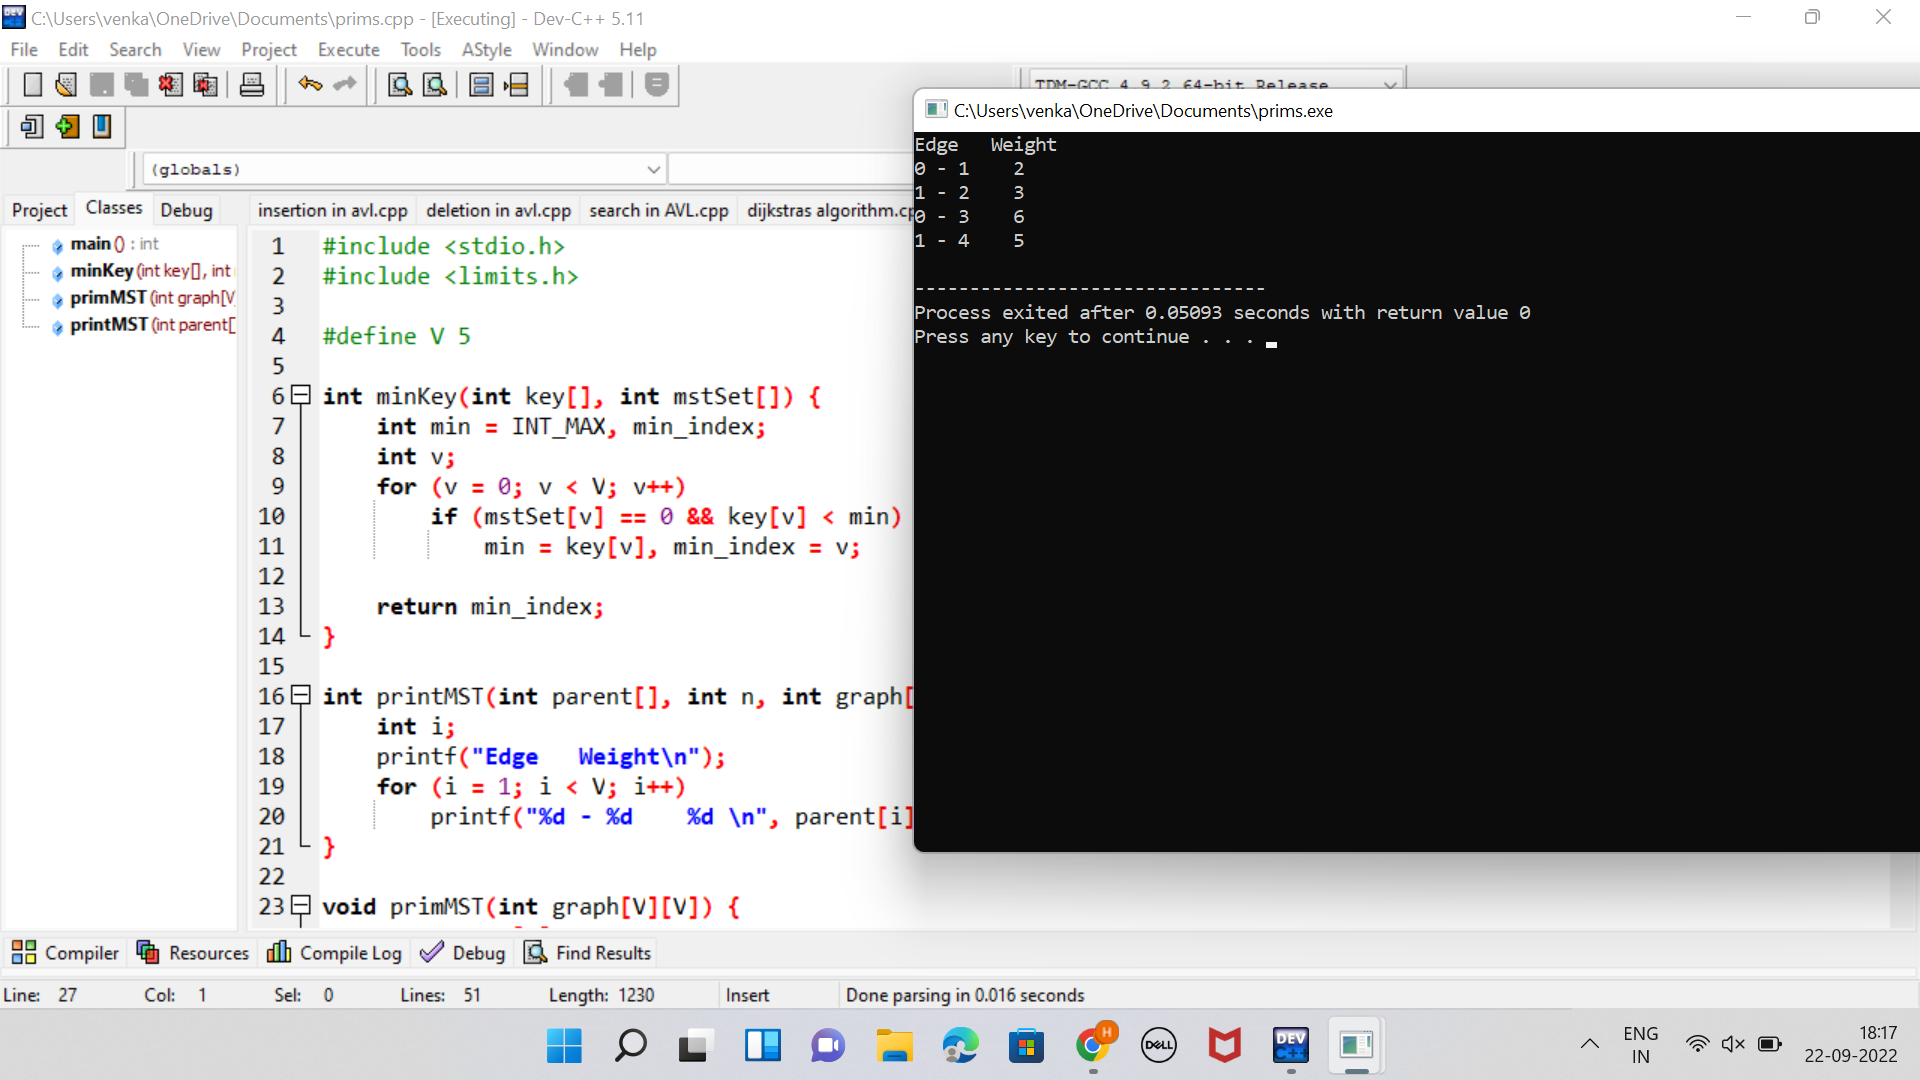 C:\Users\venka\OneDrive\Documents\prims.cpp - [Executing] - Dev-C++ 5.11
File Edit Search View Project Execute Tools AStyle Window Help
TDM-GCC 4.9.2 64-bit Release
(globals)
Project Classes Debug
main () : int
minKey (int key[], int
primMST (int graph[V
printMST (int parent[
insertion in avl.cpp deletion in avl.cpp search in AVL.cpp dijkstras algorithm.cp
1 #include <stdio.h>
2 #include <limits.h>
3
4 #define V 5
5
6 int minKey(int key[], int mstSet[]) {
7 int min = INT_MAX, min_index;
8 int v;
9 for (v = 0; v < V; v++)
10 if (mstSet[v] == 0 && key[v] < min)
11 min = key[v], min_index = v;
12
13 return min_index;
14 }
15
16 int printMST(int parent[], int n, int graph[
17 int i;
18 printf("Edge   Weight\n");
19 for (i = 1; i < V; i++)
20 printf("%d - %d    %d \n", parent[i]
21 }
22
23 void primMST(int graph[V][V]) {
C:\Users\venka\OneDrive\Documents\prims.exe
Edge   Weight
0 - 1    2
1 - 2    3
0 - 3    6
1 - 4    5
--------------------------------
Process exited after 0.05093 seconds with return value 0
Press any key to continue . . .
Compiler Resources Compile Log Debug Find Results
Line: 27 Col: 1 Sel: 0 Lines: 51 Length: 1230 Insert Done parsing in 0.016 seconds
H
DELL
DEV
C++
ENG
IN
18:17
22-09-2022